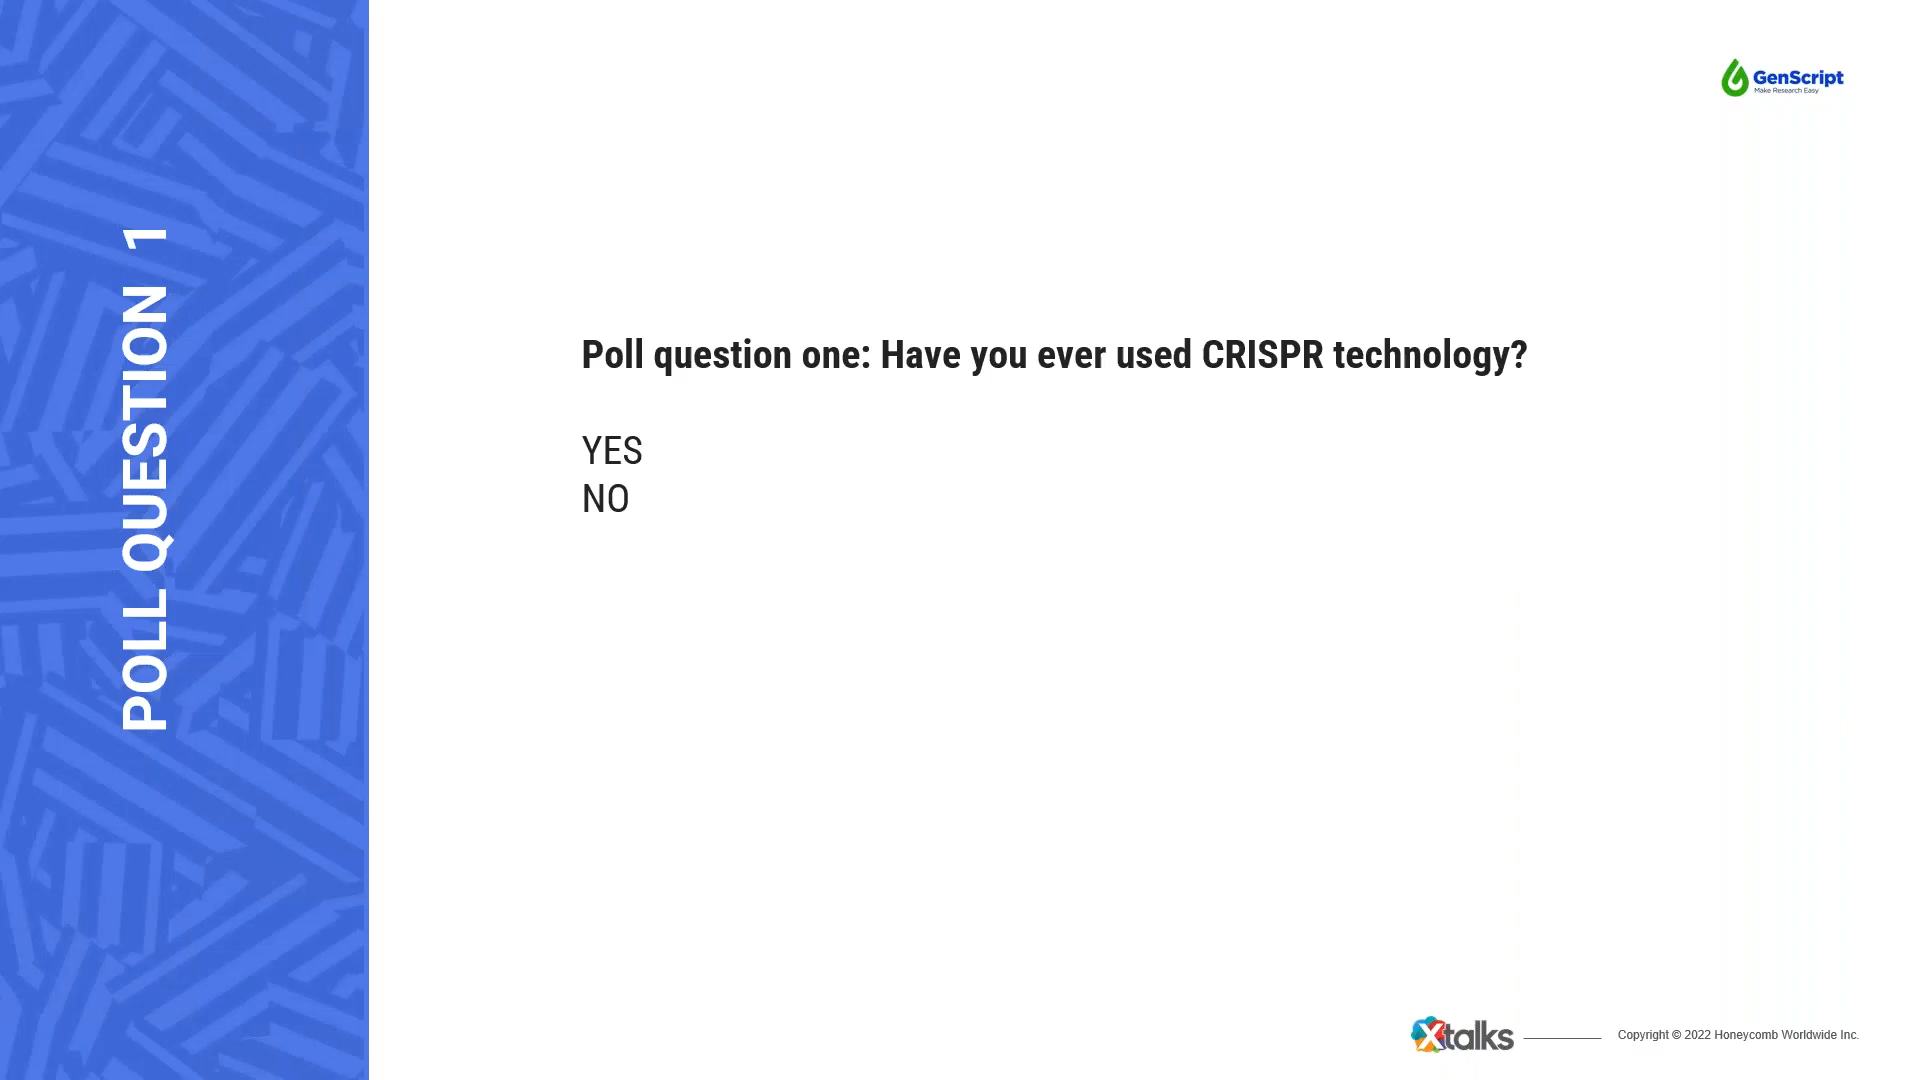 POLL QUESTION 1
GenScript
Make Research Easy
Poll question one: Have you ever used CRISPR technology?
YES
NO
Xtalks
Copyright © 2022 Honeycomb Worldwide Inc.